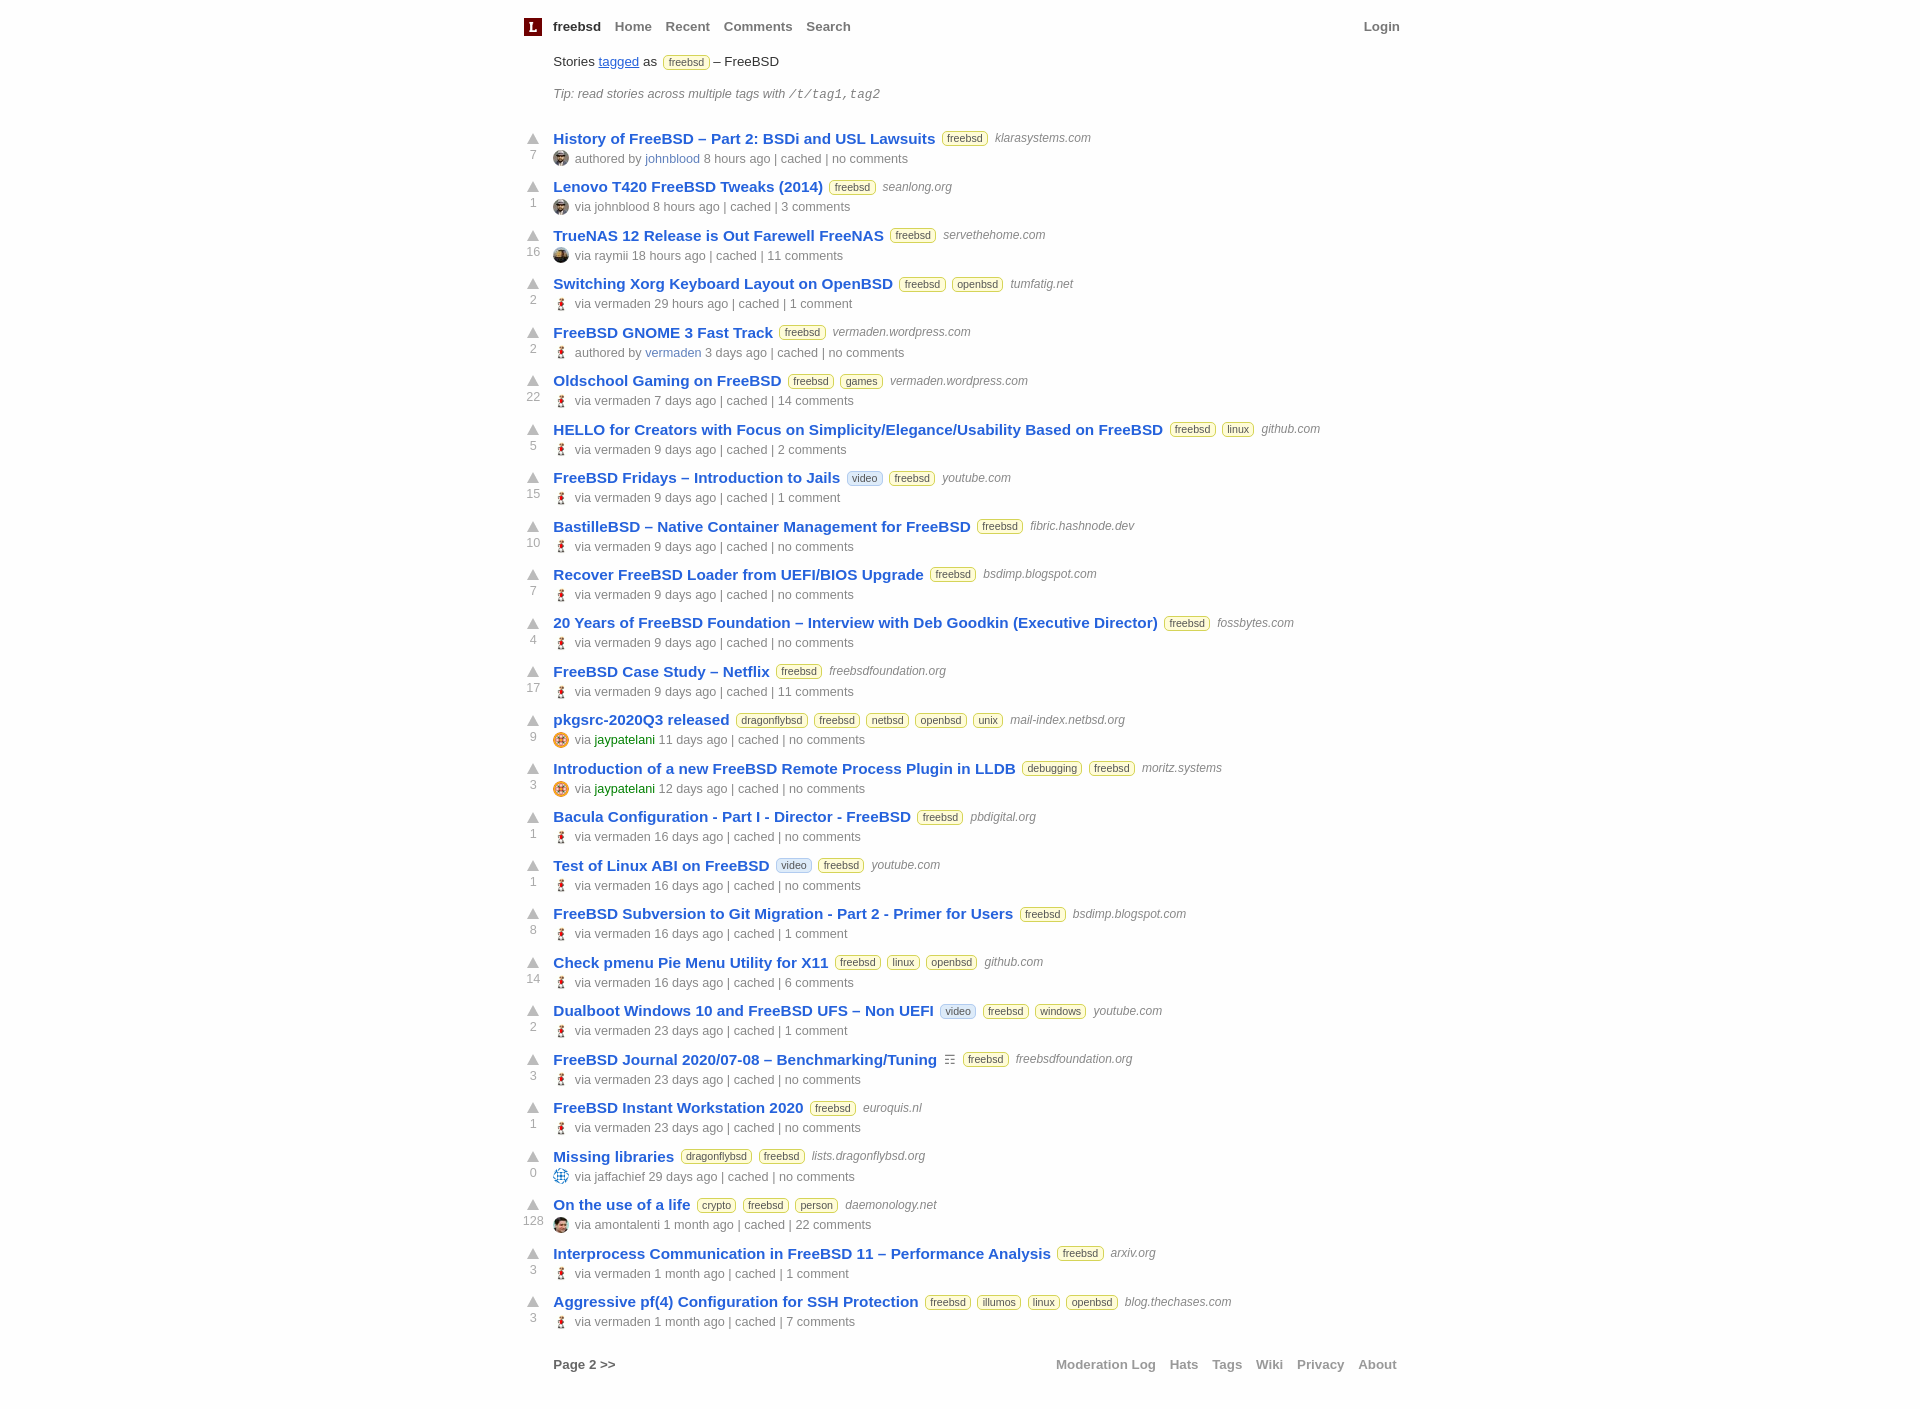 L freebsd Home Recent Comments Search Login
Stories tagged as freebsd – FreeBSD
Tip: read stories across multiple tags with /t/tag1,tag2
History of FreeBSD – Part 2: BSDi and USL Lawsuits freebsd klarasystems.com
7 authored by johnblood 8 hours ago | cached | no comments
Lenovo T420 FreeBSD Tweaks (2014) freebsd seanlong.org
1 via johnblood 8 hours ago | cached | 3 comments
TrueNAS 12 Release is Out Farewell FreeNAS freebsd servethehome.com
16 via raymii 18 hours ago | cached | 11 comments
Switching Xorg Keyboard Layout on OpenBSD freebsd openbsd tumfatig.net
2 via vermaden 29 hours ago | cached | 1 comment
FreeBSD GNOME 3 Fast Track freebsd vermaden.wordpress.com
2 authored by vermaden 3 days ago | cached | no comments
Oldschool Gaming on FreeBSD freebsd games vermaden.wordpress.com
22 via vermaden 7 days ago | cached | 14 comments
HELLO for Creators with Focus on Simplicity/Elegance/Usability Based on FreeBSD freebsd linux github.com
5 via vermaden 9 days ago | cached | 2 comments
FreeBSD Fridays – Introduction to Jails video freebsd youtube.com
15 via vermaden 9 days ago | cached | 1 comment
BastilleBSD – Native Container Management for FreeBSD freebsd fibric.hashnode.dev
10 via vermaden 9 days ago | cached | no comments
Recover FreeBSD Loader from UEFI/BIOS Upgrade freebsd bsdimp.blogspot.com
7 via vermaden 9 days ago | cached | no comments
20 Years of FreeBSD Foundation – Interview with Deb Goodkin (Executive Director) freebsd fossbytes.com
4 via vermaden 9 days ago | cached | no comments
FreeBSD Case Study – Netflix freebsd freebsdfoundation.org
17 via vermaden 9 days ago | cached | 11 comments
pkgsrc-2020Q3 released dragonflybsd freebsd netbsd openbsd unix mail-index.netbsd.org
9 via jaypatelani 11 days ago | cached | no comments
Introduction of a new FreeBSD Remote Process Plugin in LLDB debugging freebsd moritz.systems
3 via jaypatelani 12 days ago | cached | no comments
Bacula Configuration - Part I - Director - FreeBSD freebsd pbdigital.org
1 via vermaden 16 days ago | cached | no comments
Test of Linux ABI on FreeBSD video freebsd youtube.com
1 via vermaden 16 days ago | cached | no comments
FreeBSD Subversion to Git Migration - Part 2 - Primer for Users freebsd bsdimp.blogspot.com
8 via vermaden 16 days ago | cached | 1 comment
Check pmenu Pie Menu Utility for X11 freebsd linux openbsd github.com
14 via vermaden 16 days ago | cached | 6 comments
Dualboot Windows 10 and FreeBSD UFS – Non UEFI video freebsd windows youtube.com
2 via vermaden 23 days ago | cached | 1 comment
FreeBSD Journal 2020/07-08 – Benchmarking/Tuning ☶ freebsd freebsdfoundation.org
3 via vermaden 23 days ago | cached | no comments
FreeBSD Instant Workstation 2020 freebsd euroquis.nl
1 via vermaden 23 days ago | cached | no comments
Missing libraries dragonflybsd freebsd lists.dragonflybsd.org
0 via jaffachief 29 days ago | cached | no comments
On the use of a life crypto freebsd person daemonology.net
128 via amontalenti 1 month ago | cached | 22 comments
Interprocess Communication in FreeBSD 11 – Performance Analysis freebsd arxiv.org
3 via vermaden 1 month ago | cached | 1 comment
Aggressive pf(4) Configuration for SSH Protection freebsd illumos linux openbsd blog.thechases.com
3 via vermaden 1 month ago | cached | 7 comments
Page 2 >> Moderation Log Hats Tags Wiki Privacy About